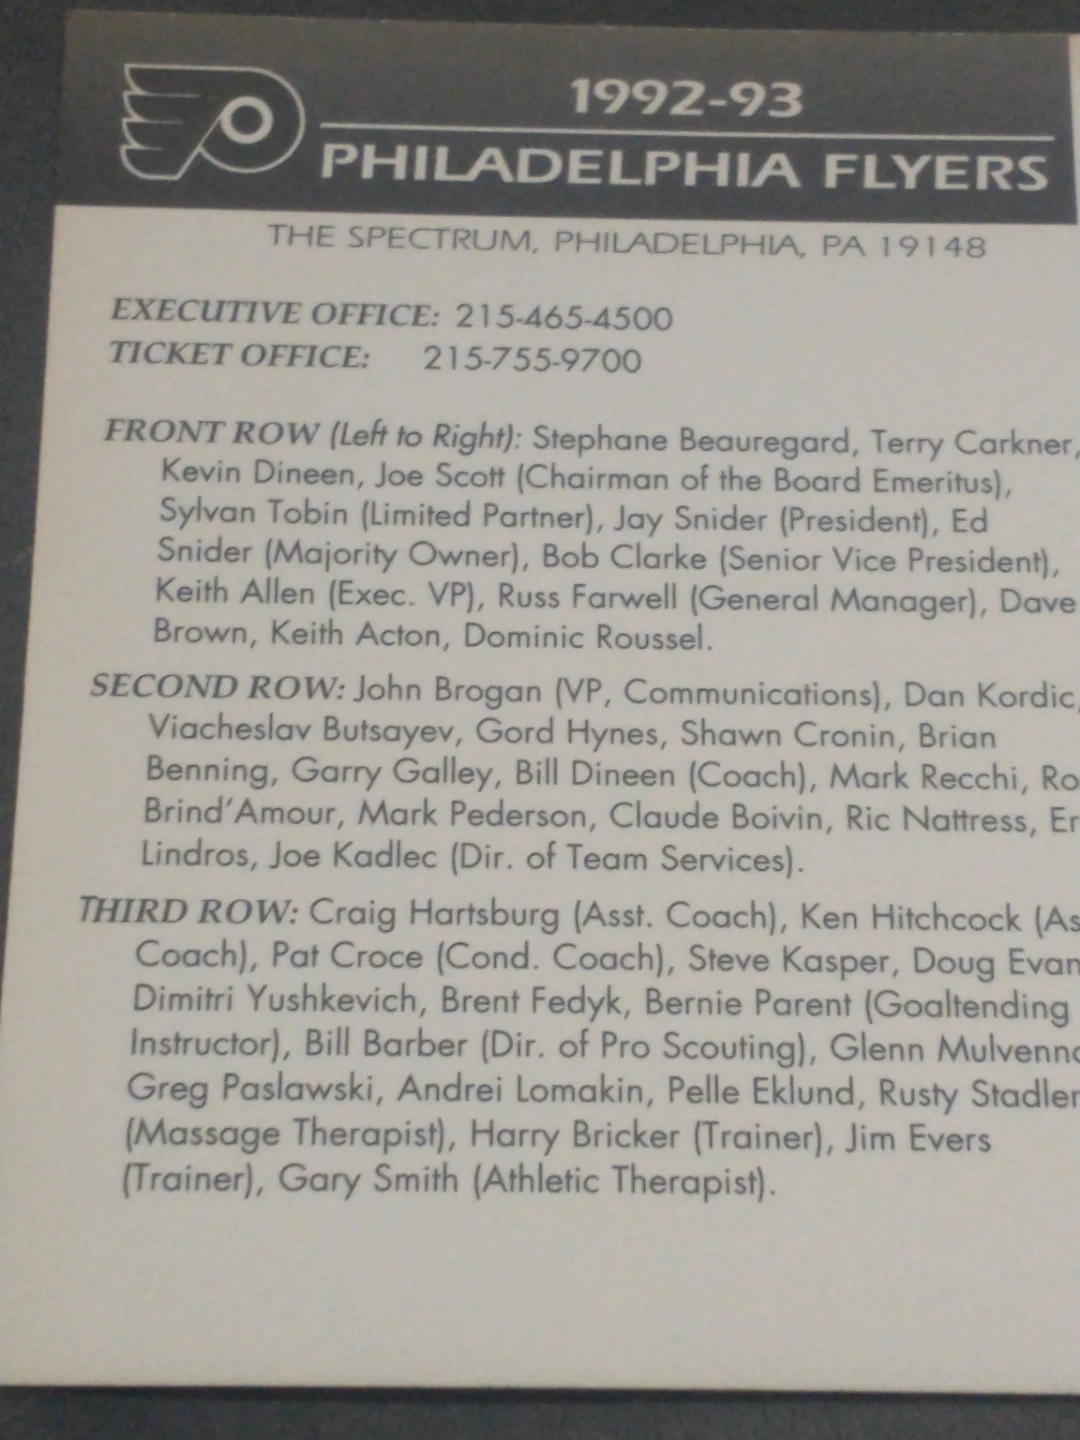 1992-93
PHILADELPHIA FLYERS
THE SPECTRUM, PHILADELPHIA, PA 19148
EXECUTIVE OFFICE: 215-465-4500
TICKET OFFICE: 215-755-9700
FRONT ROW (Left to Right): Stephane Beauregard, Terry Carkner,
Kevin Dineen, Joe Scott (Chairman of the Board Emeritus),
Sylvan Tobin (Limited Partner), Jay Snider (President), Ed
Snider (Majority Owner), Bob Clarke (Senior Vice President),
Keith Allen (Exec. VP), Russ Farwell (General Manager), Dave
Brown, Keith Acton, Dominic Roussel.
SECOND ROW: John Brogan (VP, Communications), Dan Kordic,
Viacheslav Butsayev, Gord Hynes, Shawn Cronin, Brian
Benning, Garry Galley, Bill Dineen (Coach), Mark Recchi,
Brind'Amour, Mark Pederson, Claude Boivin, Ric Nattress,
Lindros, Joe Kadlec (Dir. of Team Services).
THIRD ROW: Craig Hartsburg (Asst. Coach), Ken Hitchcock
Coach), Pat Croce (Cond. Coach), Steve Kasper, Doug
Dimitri Yushkevich, Brent Fedyk, Bernie Parent (Goaltending
Instructor), Bill Barber (Dir. of Pro Scouting), Glenn
Greg Paslawski, Andrei Lomakin, Pelle Eklund, Rusty Stadler
(Massage Therapist), Harry Bricker (Trainer), Jim Evers
(Trainer), Gary Smith (Athletic Therapist).